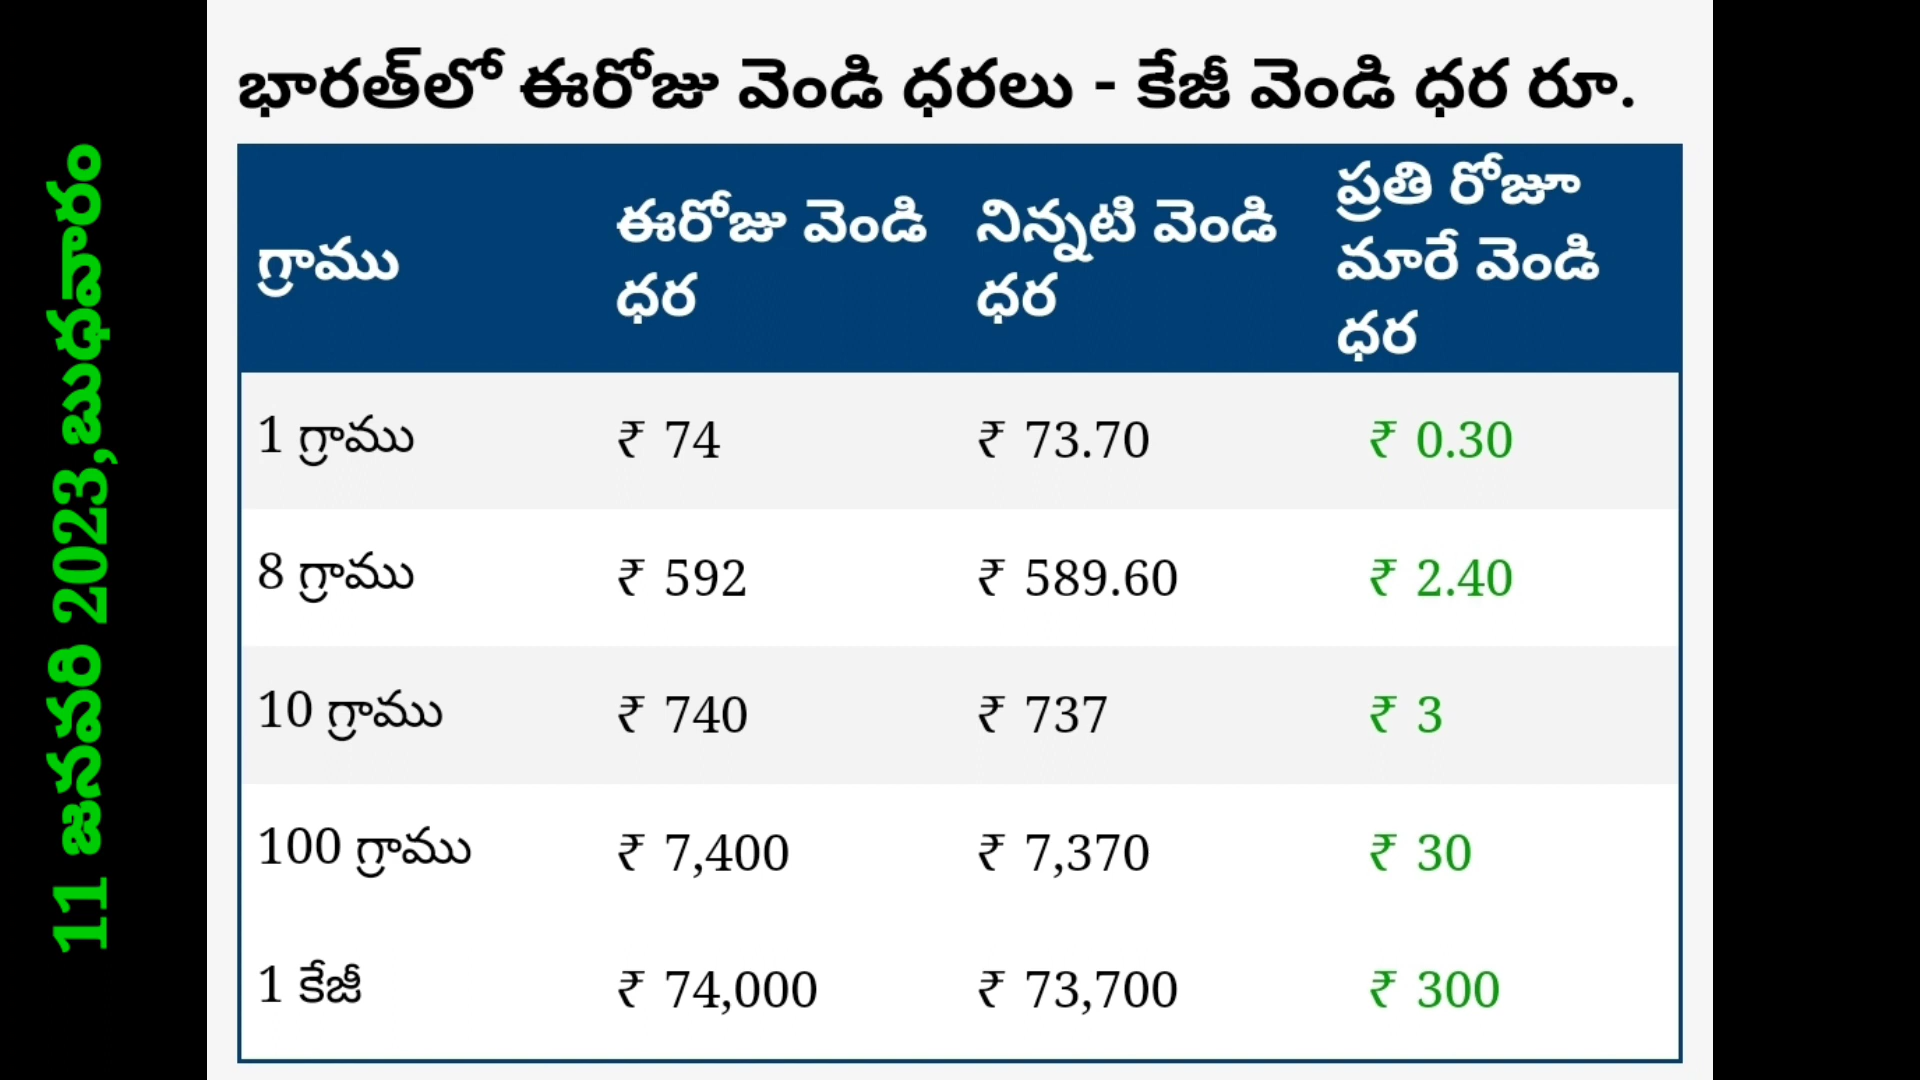 11 జనవరి 2023,బుధవారం
భారత్‌లో ఈరోజు వెండి ధరలు - కేజీ వెండి ధర రూ.
గ్రాము ఈరోజు వెండి ధర నిన్నటి వెండి ధర ప్రతి రోజూ మారే వెండి ధర
1 గ్రాము ₹ 74 ₹ 73.70 ₹ 0.30
8 గ్రాము ₹ 592 ₹ 589.60 ₹ 2.40
10 గ్రాము ₹ 740 ₹ 737 ₹ 3
100 గ్రాము ₹ 7,400 ₹ 7,370 ₹ 30
1 కేజీ ₹ 74,000 ₹ 73,700 ₹ 300